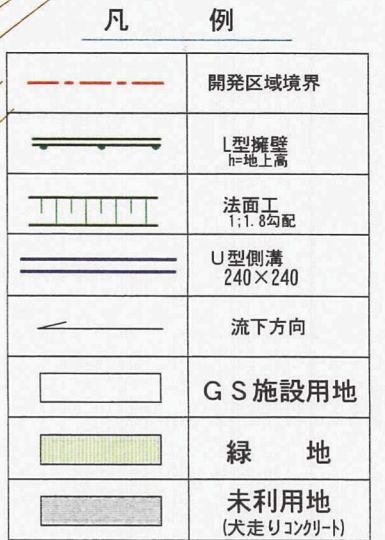 凡 例
開発区域境界
L型擁壁
h=地上高
法面工
1;1.8勾配
U型側溝
240×240
流下方向
GS施設用地
緑 地
未利用地
(犬走りコンクリート)